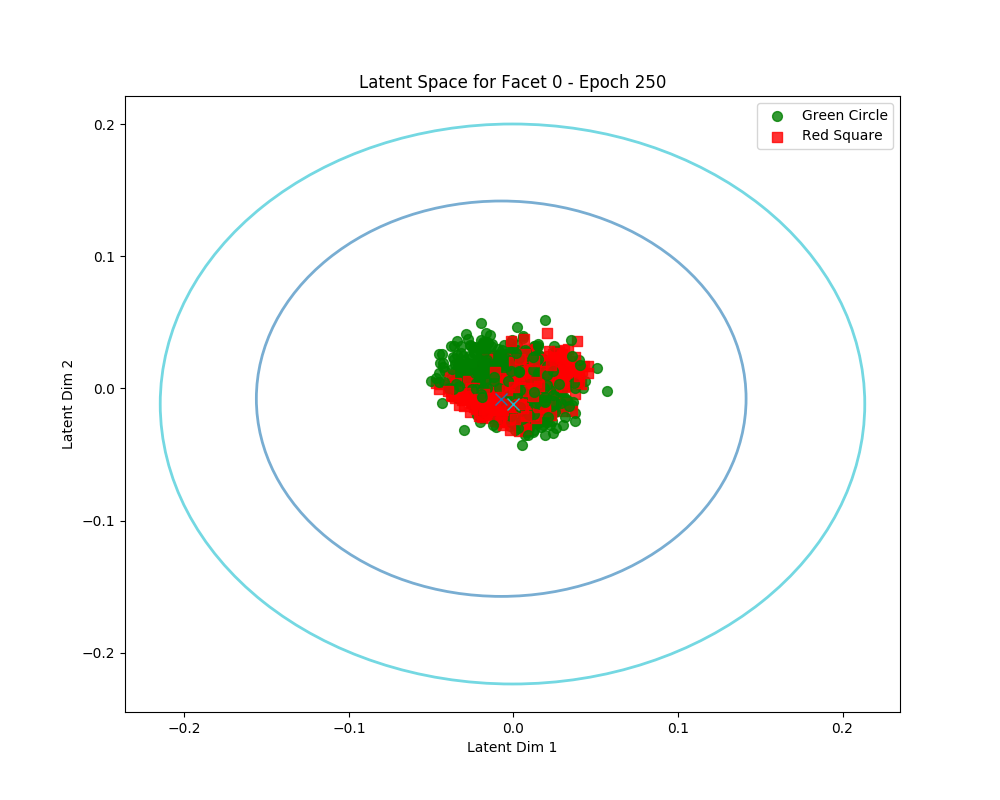 Latent Space for Facet 0 - Epoch 250
Green Circle
Red Square
0.2
0.1
0.0
−0.1
−0.2
Latent Dim 2
−0.2
−0.1
0.0
0.1
0.2
Latent Dim 1